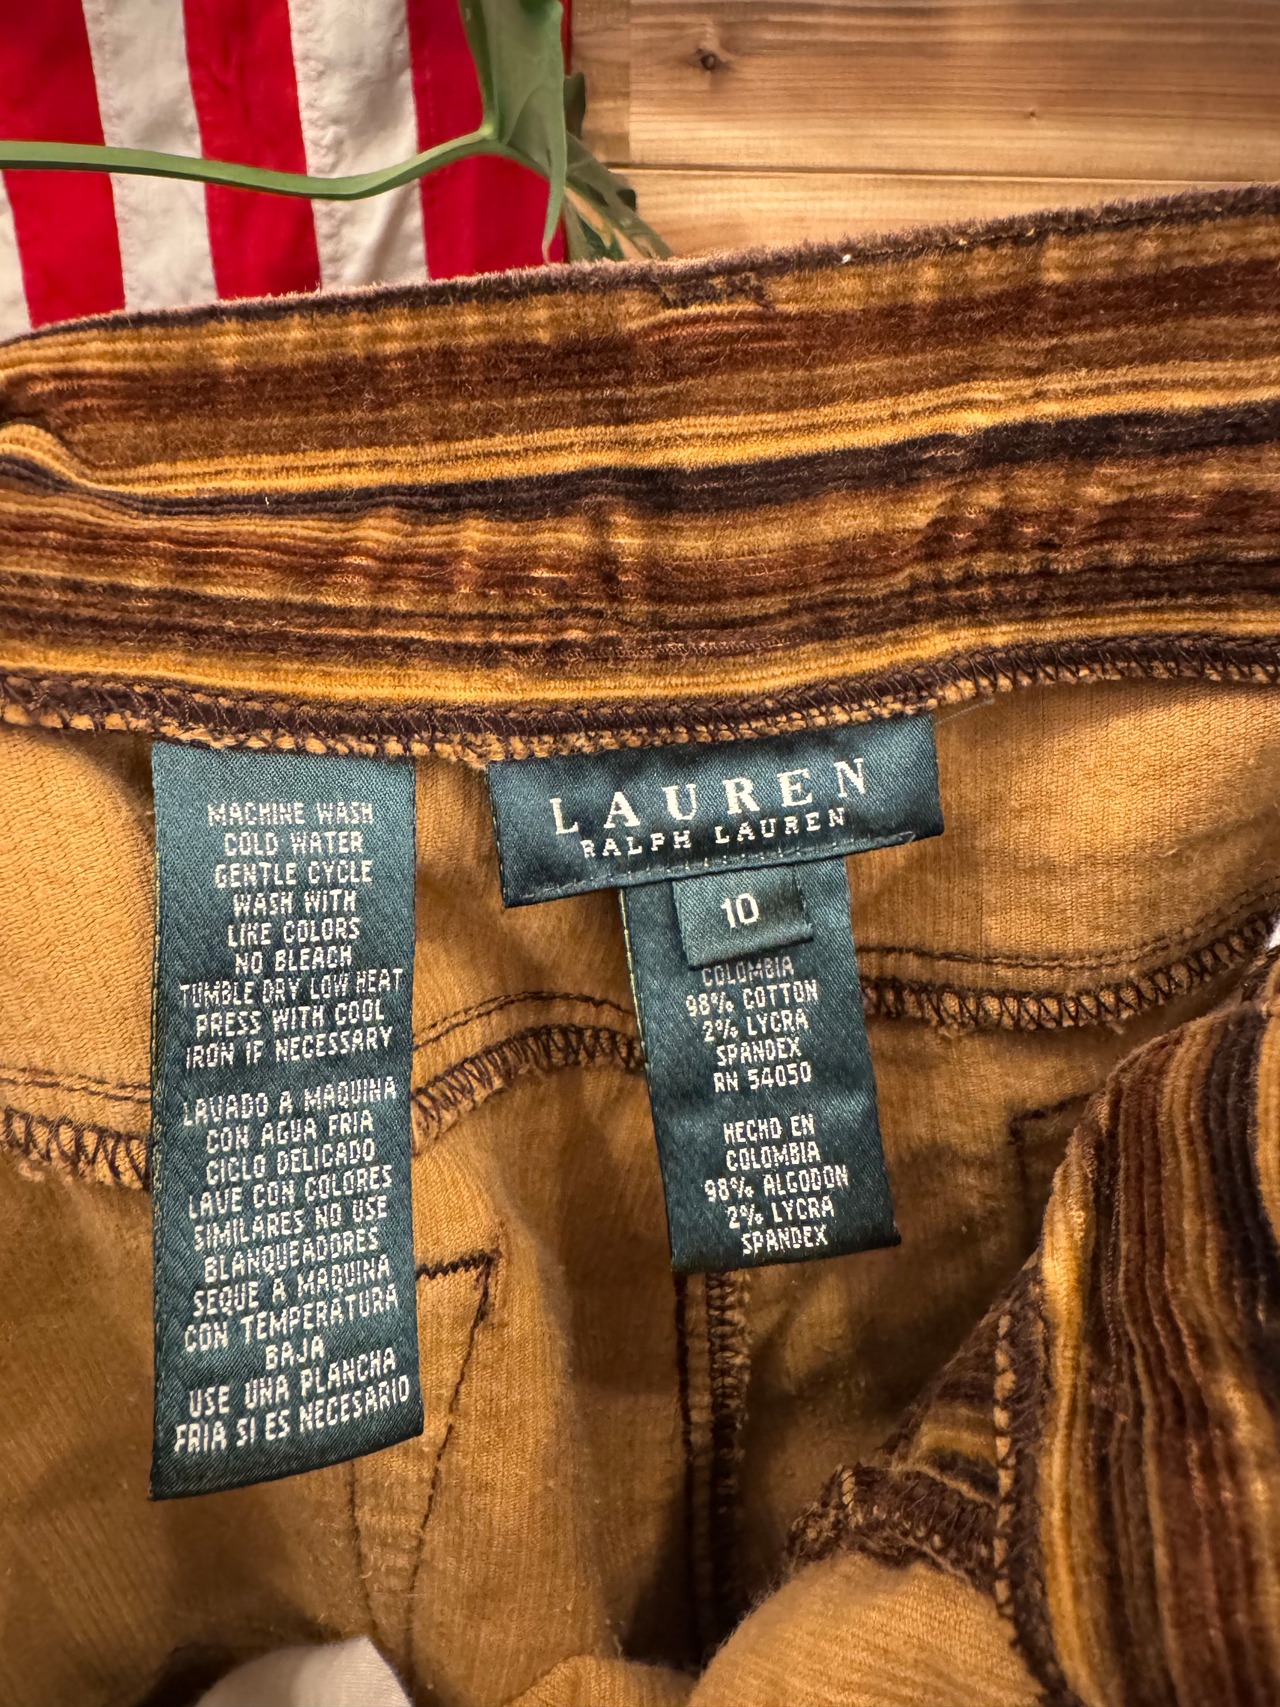 MACHINE WASH
COLD WATER
GENTLE CYCLE
WASH WITH
LIKE COLORS
NO BLEACH
TUMBLE DRY LOW HEAT
PRESS WITH COOL
IRON IF NECESSARY
LAVADO A MAQUINA
CON AGUA FRIA
CICLO DELICADO
LAVE CON COLORES
SIMILARES NO USE
BLANQUEADORES
SEQUE A MAQUINA
CON TEMPERATURA
BAJA
USE UNA PLANCHA
FRIA SI ES NECESARIO
LAUREN
RALPH LAUREN
10
COLOMBIA
98% COTTON
2% LYCRA
SPANDEX
RN 54050
HECHO EN
COLOMBIA
98% ALGODON
2% LYCRA
SPANDEX